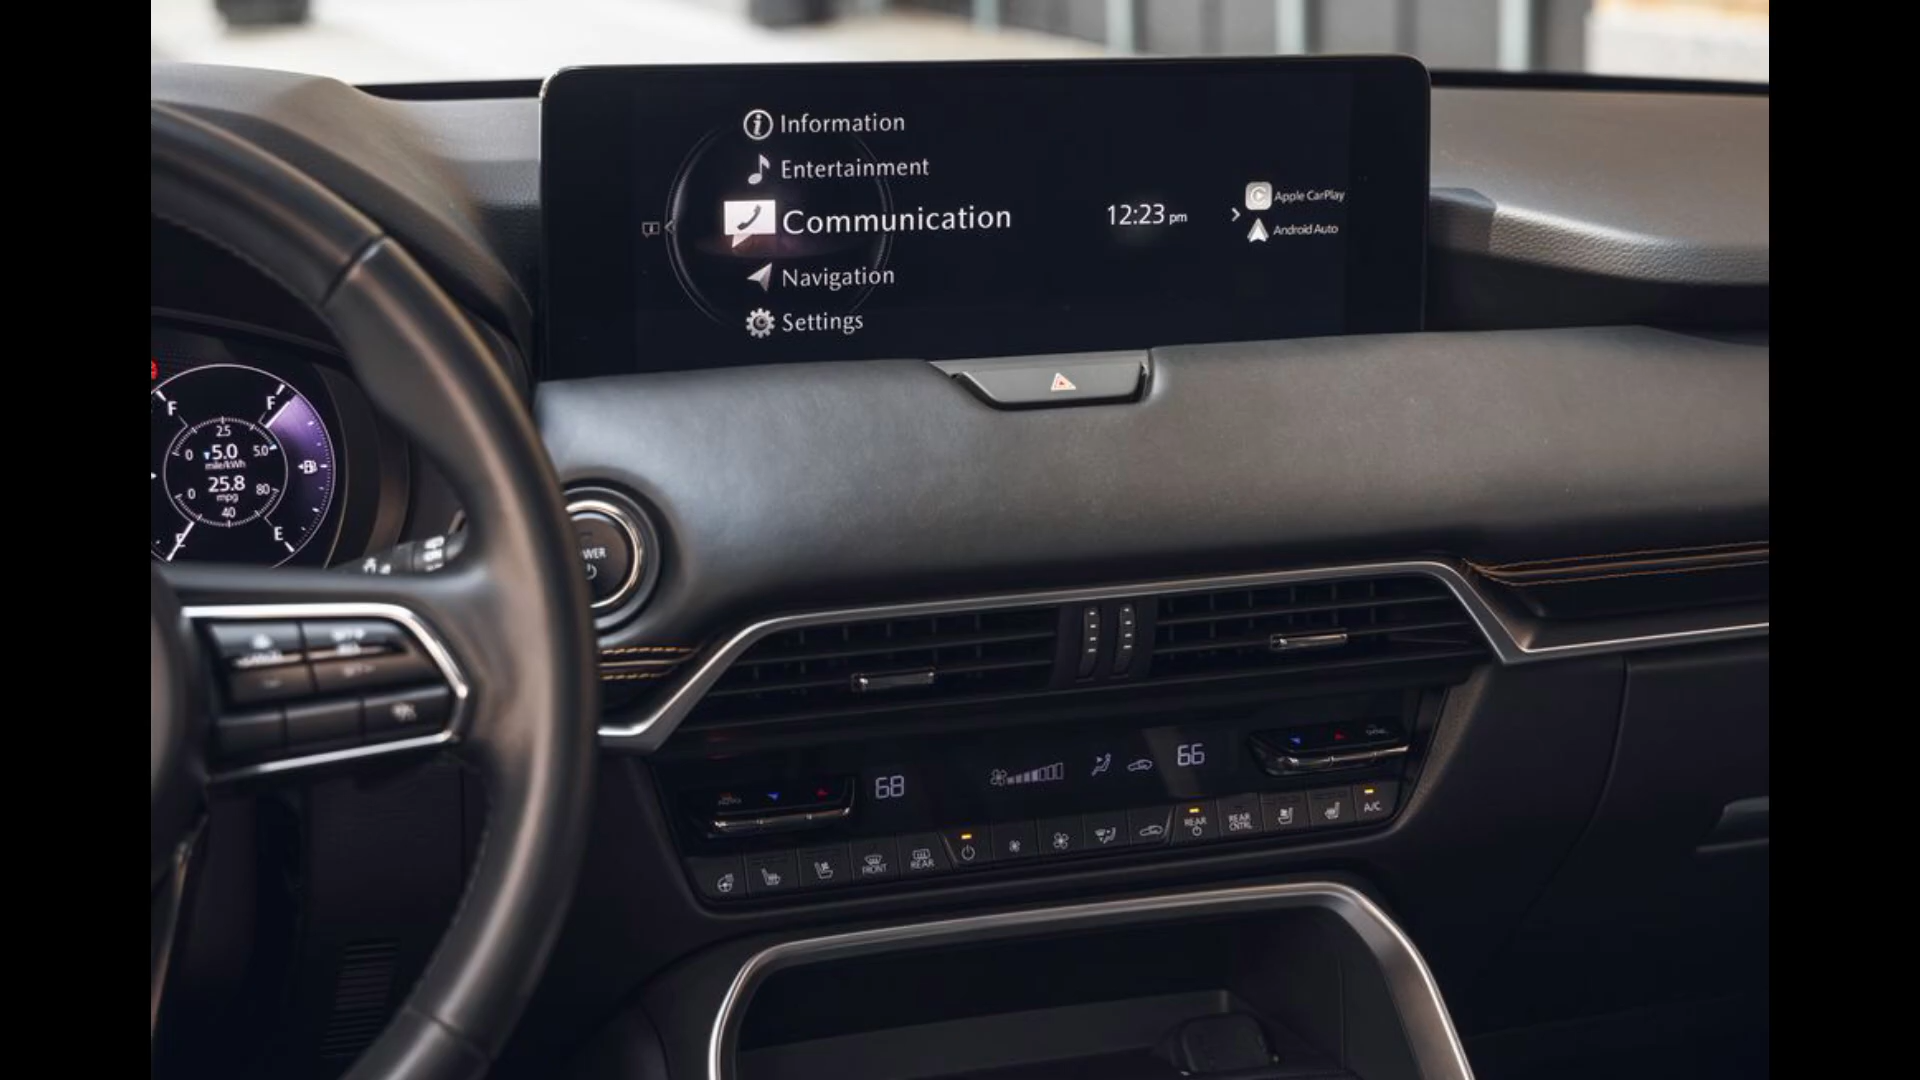 Information
Entertainment
Communication
Navigation
Settings
12:23 pm
Apple CarPlay
Android Auto
F
F
25
0
5.0
50
mile/kWh
25.8
0
80
mpg
40
E
E
WER
68
66
FRONT
REAR
REAR
REAR
CNTRL
A/C